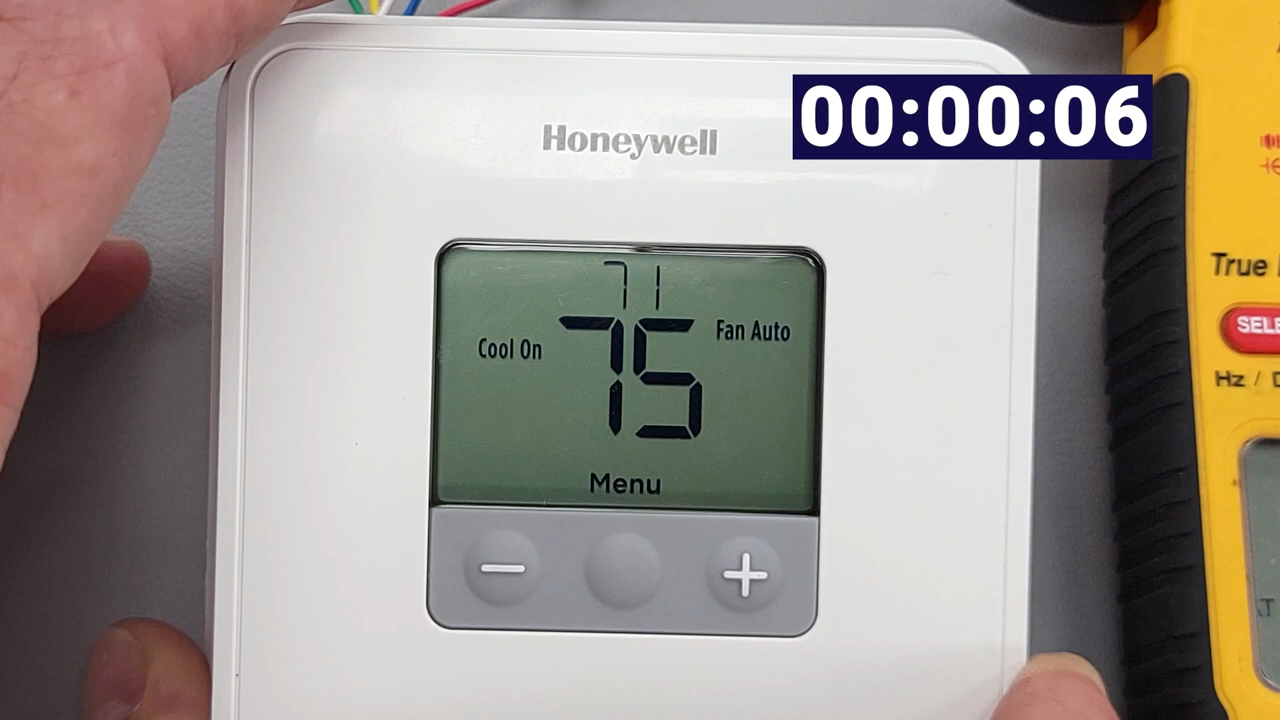 00:00:06
Honeywell
71
Cool On
75
Fan Auto
Menu
−
+
True
SELE
Hz /